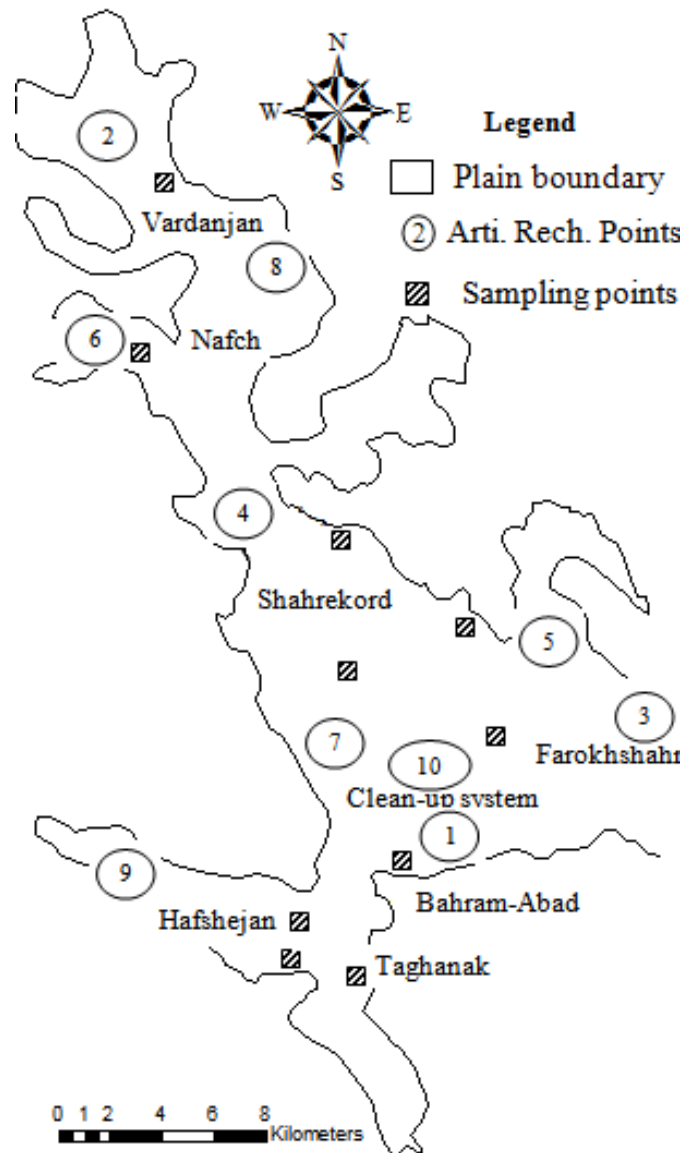 N
W E
S
Legend
Plain boundary
2 Arti. Rech. Points
Sampling points
2
Vardanjan
8
6
Nafch
4
Shahrekord
5
3
7
Farokhshahr
10
Clean-up system
1
9
Bahram-Abad
Hafshejan
Taghanak
0 1 2 4 6 8
Kilometers